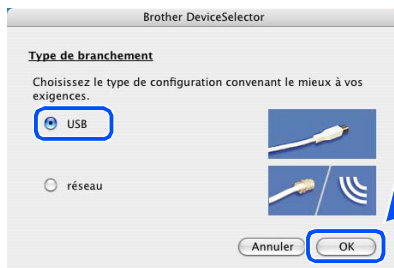 Brother DeviceSelector
Type de branchement
Choisissez le type de configuration convenant le mieux à vos
exigences.
USB
réseau
Annuler
OK